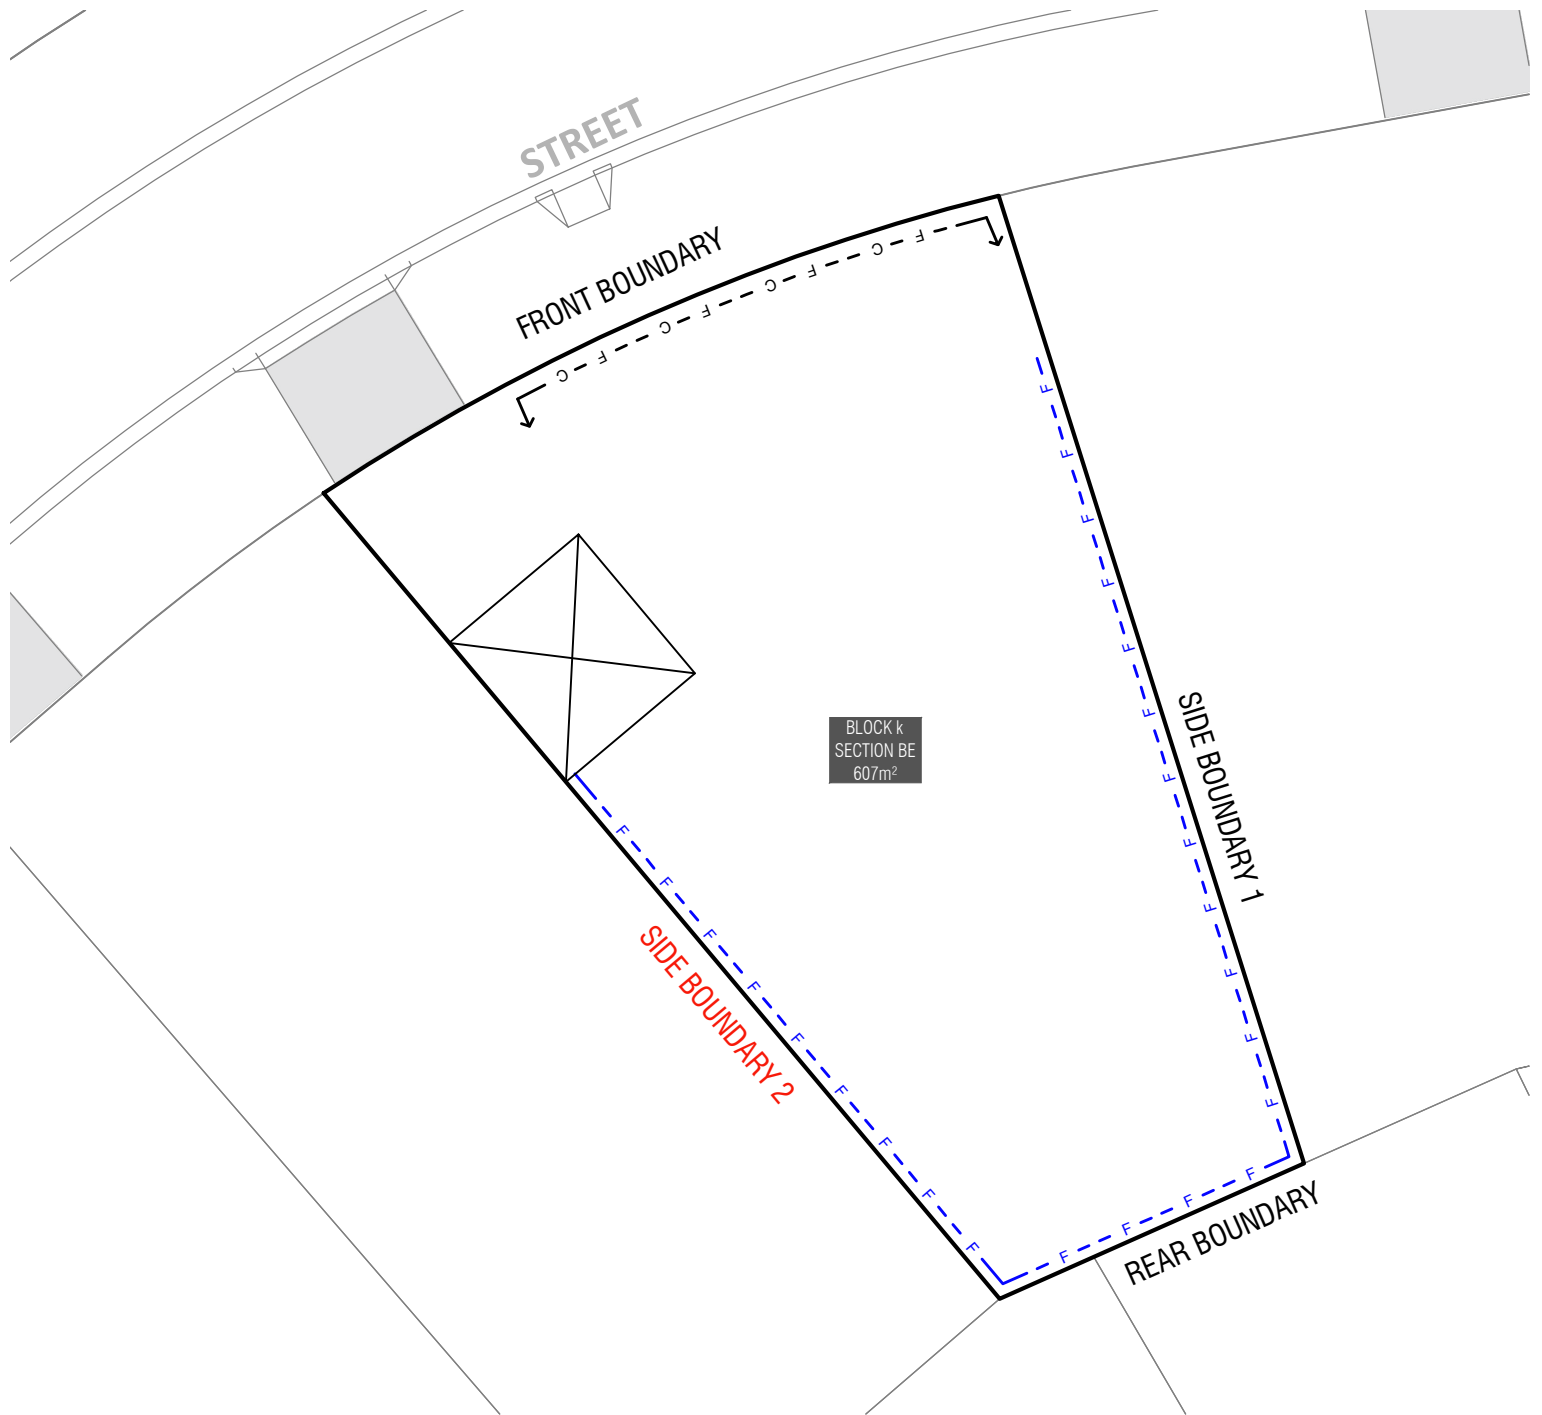 STREET
FRONT BOUNDARY
C F C F C F C F
F F F F F F F F F F F F
BLOCK k
SECTION BE
607m²
SIDE BOUNDARY 1
F F F F F F F F F
SIDE BOUNDARY 2
F F F F
REAR BOUNDARY